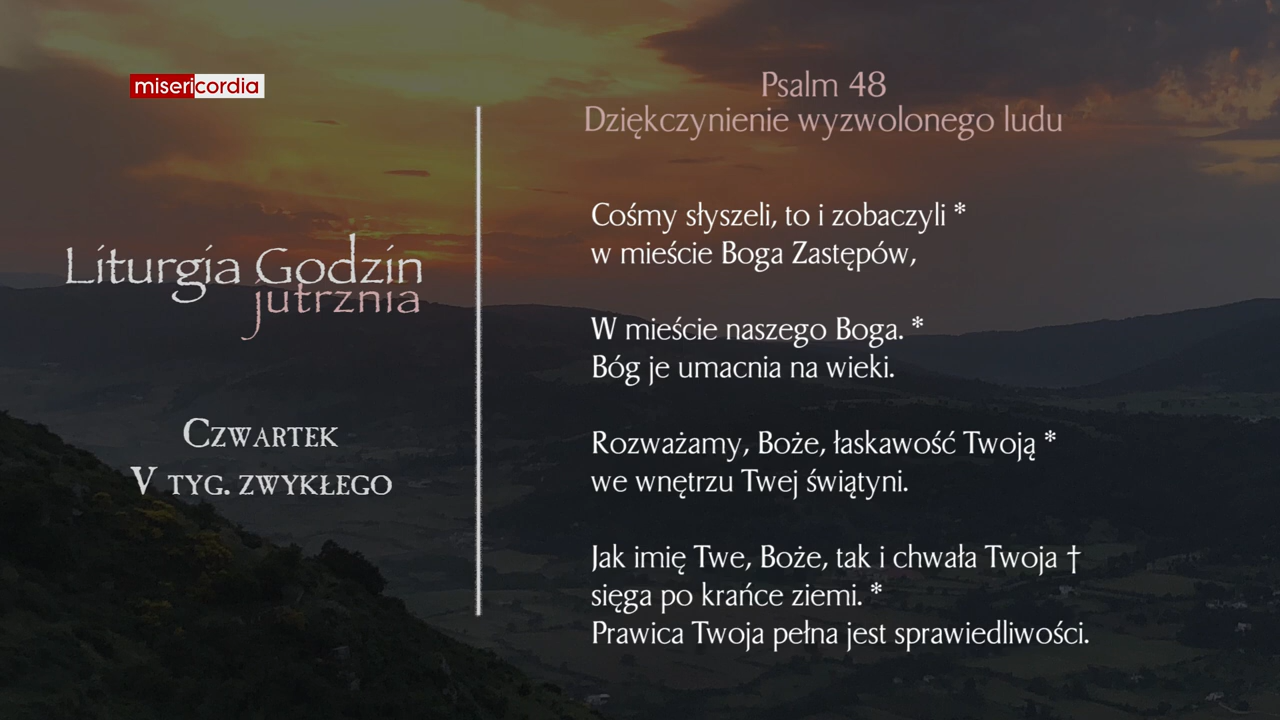 misericordia
Liturgia Godzin
jutrznia
Czwartek
V tyg. zwykłego
Psalm 48
Dziękczynienie wyzwolonego ludu
Cośmy słyszeli, to i zobaczyli *
w mieście Boga Zastępów,
W mieście naszego Boga. *
Bóg je umacnia na wieki.
Rozważamy, Boże, łaskawość Twoją *
we wnętrzu Twej świątyni.
Jak imię Twe, Boże, tak i chwała Twoja †
sięga po krańce ziemi. *
Prawica Twoja pełna jest sprawiedliwości.